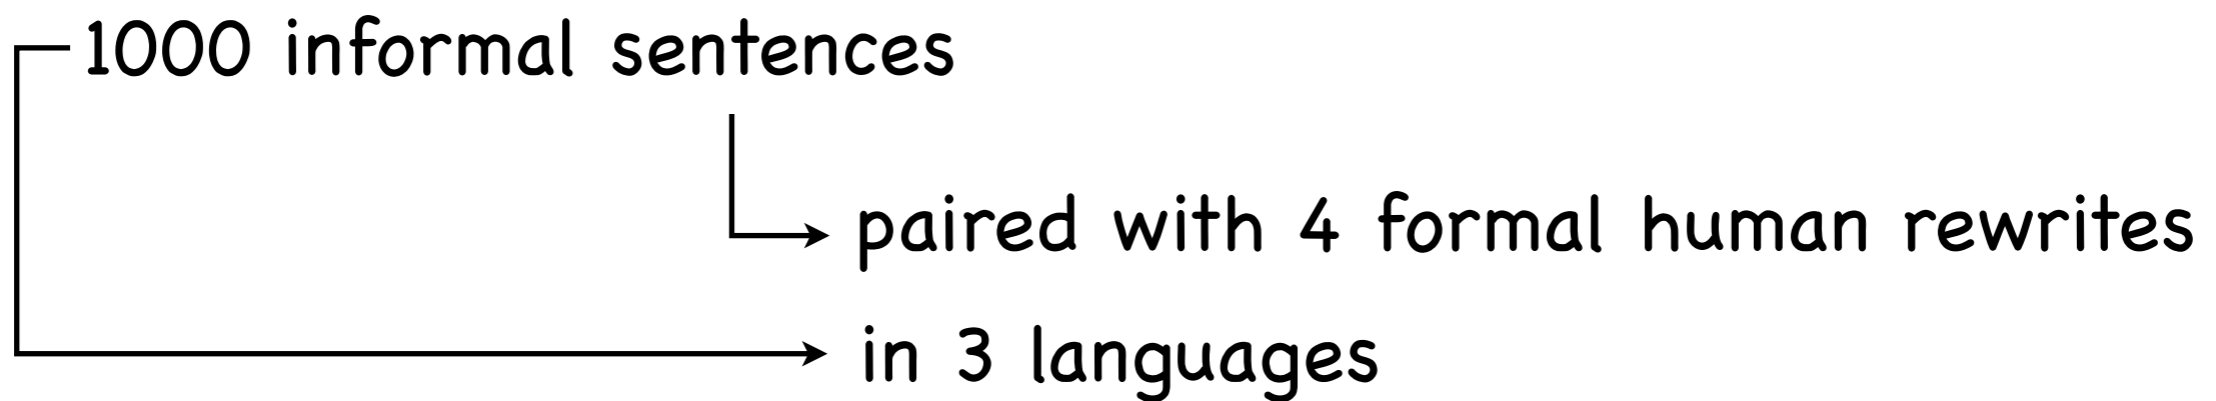 1000 informal sentences
paired with 4 formal human rewrites
in 3 languages